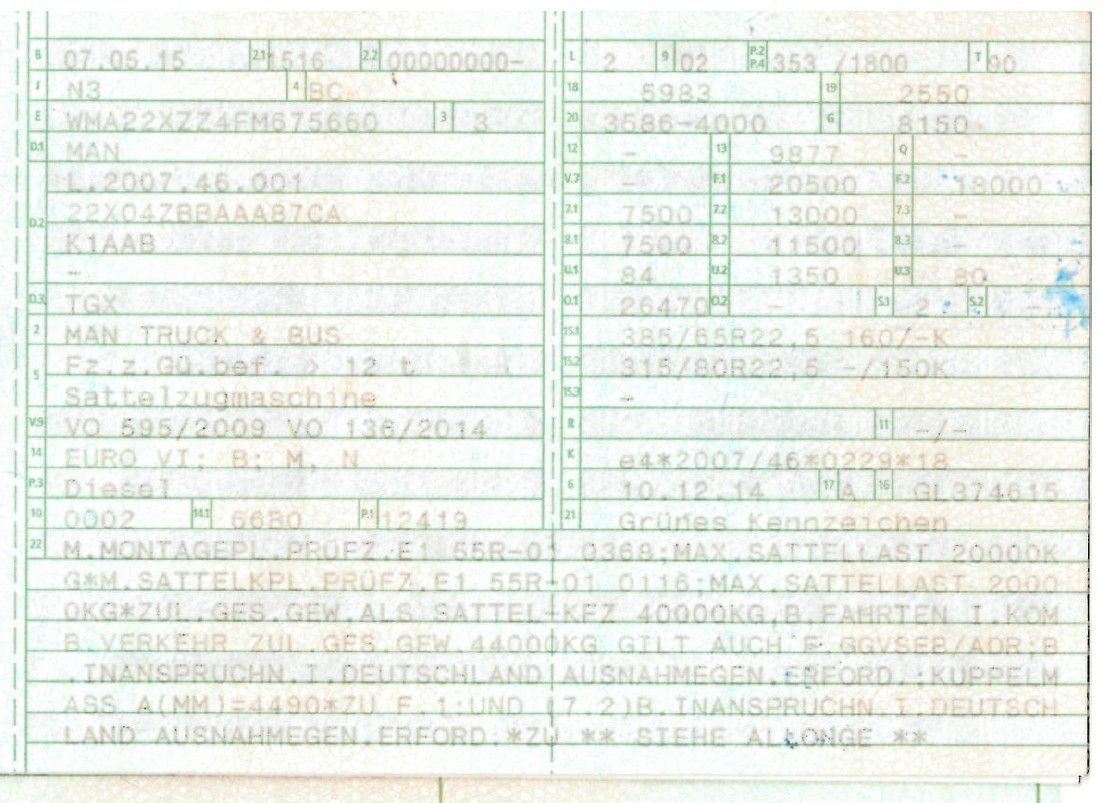 B 07.05.15 2.1 1516 2.2 00000000-
J N3 4 BC
E WMA22XZZ4FM675660 3 3
D.1 MAN
L.2007.46.001
D.2 22X04ZBBAAAB7CA
K1AAB
-
D.3 TGX
2 MAN TRUCK & BUS
5 Fz.z.Gü.bef. > 12 t
Sattelzugmaschine
V.9 VO 595/2009 VO 136/2014
14 EURO VI; B; M, N
P.3 Diesel
10 0002 14.1 66B0 P.1 12419
L 2 9 02 P.2 P.4 353 /1800 T 90
18 5983 19 2550
20 3586-4000 G 8150
12 - 13 9877 Q -
V.7 - F.1 20500 F.2 18000
7.1 7500 7.2 13000 7.3 -
8.1 7500 8.2 11500 8.3 -
U.1 84 U.2 1350 U.3 80
O.1 26470 O.2 - S.1 2 S.2 -
15.1 385/65R22,5 160/-K
15.2 315/80R22,5 -/150K
15.3 -
R 11 -/-
K e4*2007/46*0229*18
6 10.12.14 17 A 16 GL374615
21 Grünes Kennzeichen
22 M.MONTAGEPL.PRÜFZ.E1 55R-01 0368;MAX.SATTELLAST 20000K
G*M.SATTELKPL.PRÜFZ.E1 55R-01 0116;MAX.SATTELLAST 2000
0KG*ZUL.GES.GEW.ALS SATTEL-KFZ 40000KG,B.FAHRTEN I.KOM
B.VERKEHR ZUL.GES.GEW.44000KG GILT AUCH F.GGVSEB/ADR;B
.INANSPRUCHN.I.DEUTSCHLAND AUSNAHMEGEN.ERFORD.:KUPPELM
ASS A(MM)=4490*ZU F.1:UND (7.2)B.INANSPRUCHN.I.DEUTSCH
LAND AUSNAHMEGEN.ERFORD.*ZU ** SIEHE ALLONGE **